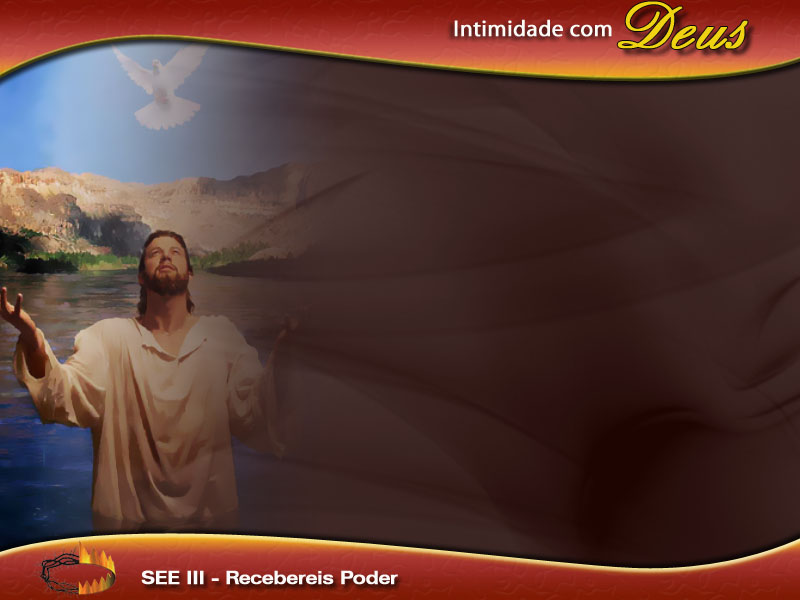 Intimidade com Deus
SEE III - Recebereis Poder